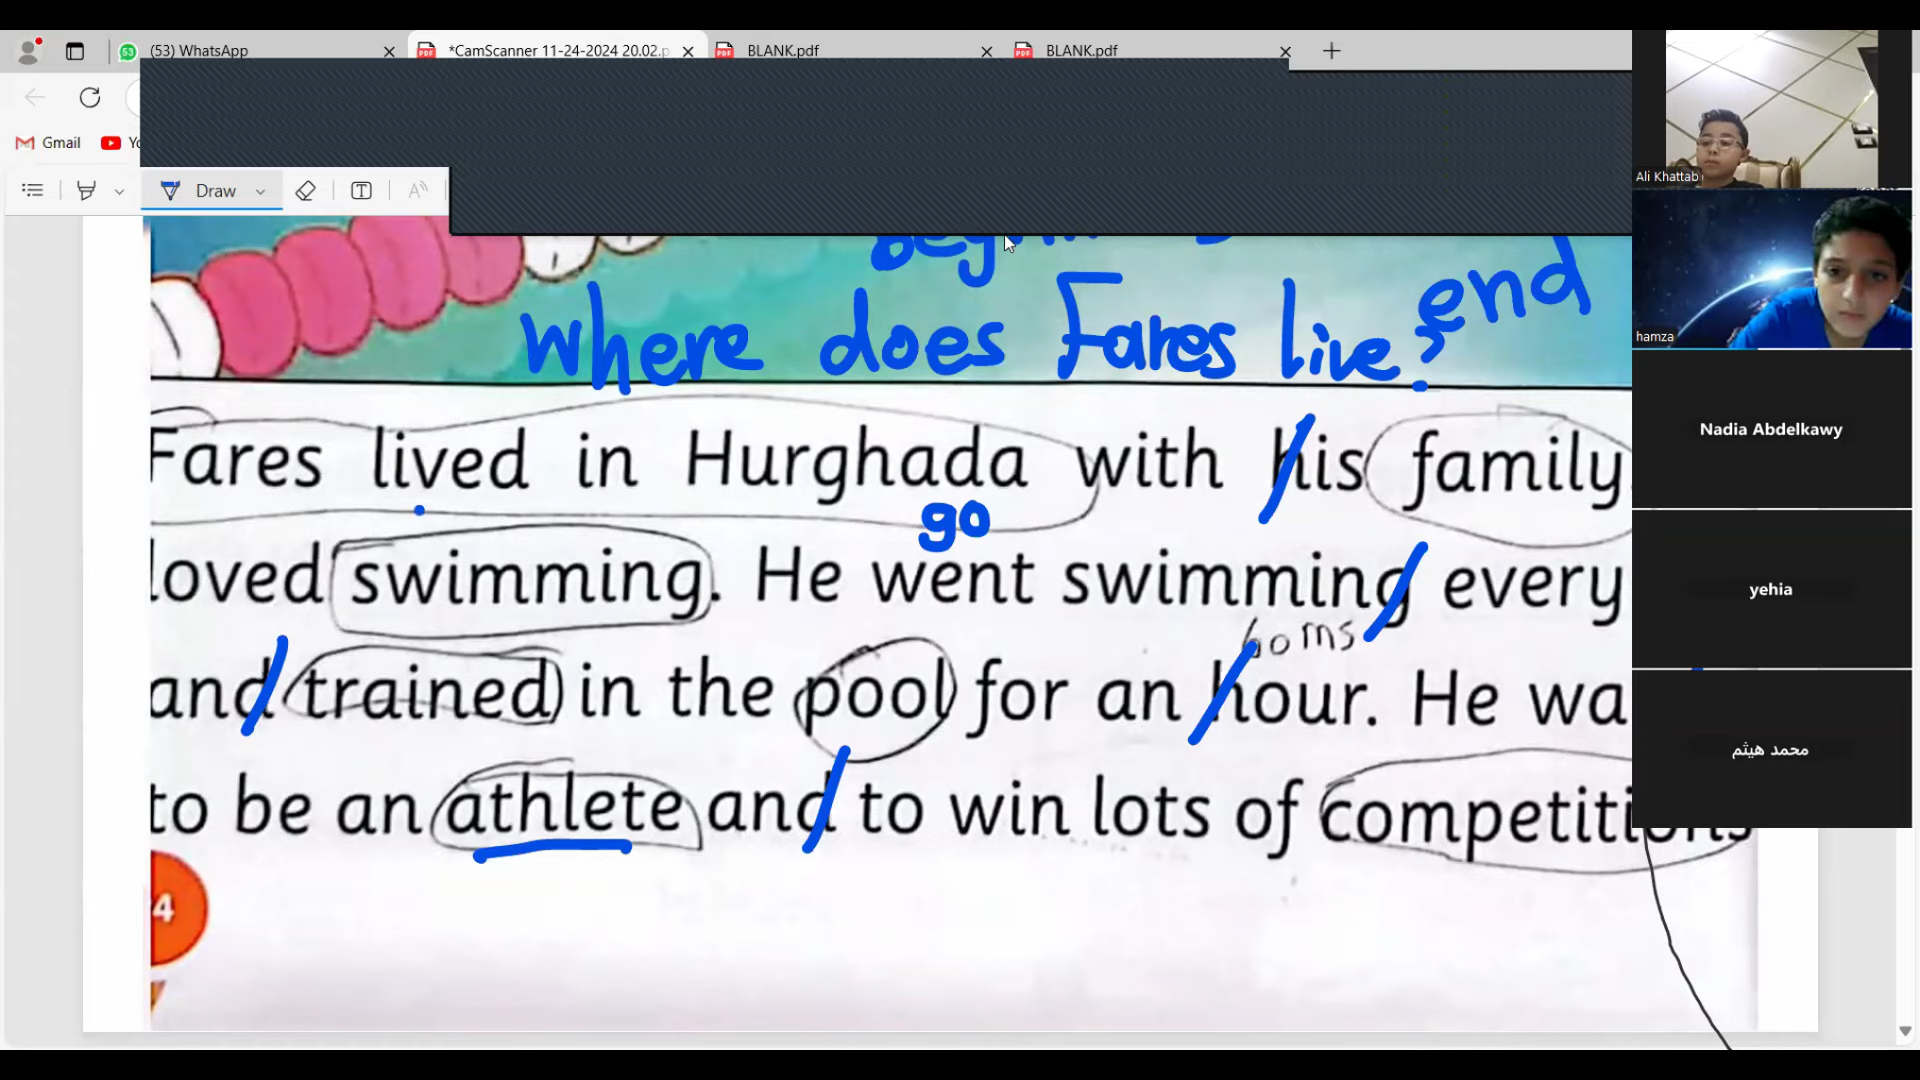 (53) WhatsApp
*CamScanner 11-24-2024 20.02.p
BLANK.pdf
BLANK.pdf
Gmail
Yo
Draw
where does Fares live?
end
Fares lived in Hurghada with his family
go
loved swimming. He went swimming every
and trained in the pool for an hour. He wa
to be an athlete and to win lots of competitions
4
Ali Khattab
hamza
Nadia Abdelkawy
yehia
محمد هيثم